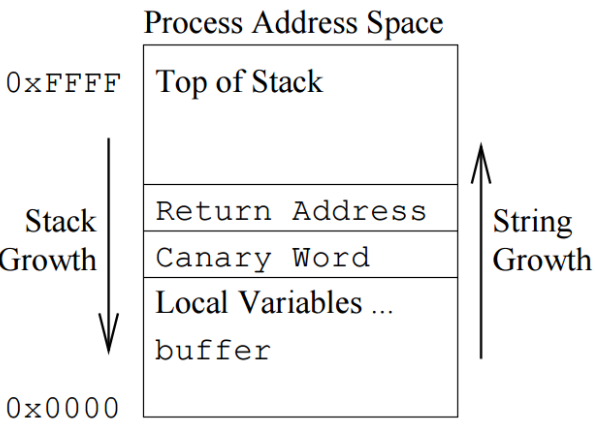 Process Address Space
0xFFFF
Top of Stack
Return Address
Stack
Growth
Canary Word
String
Growth
Local Variables ...
buffer
0x0000